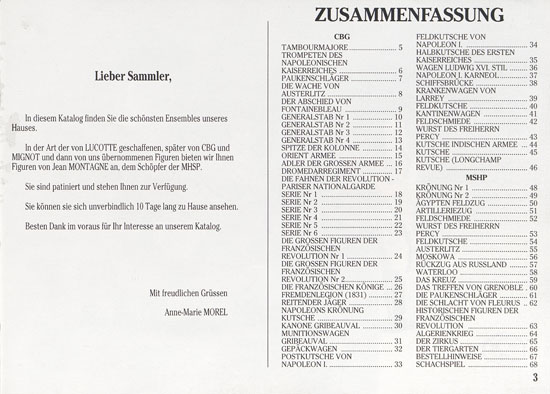 Lieber Sammler,
In diesem Katalog finden Sie die schönsten Ensembles unseres
Hauses.
In der Art der von LUCOTTE geschaffenen, später von CBG und
MIGNOT und dann von uns übernommenen Figuren bieten wir Ihnen
Figuren von Jean MONTAGNE an, dem Schöpfer der MHSP.
Sie sind patiniert und stehen Ihnen zur Verfügung.
Sie können sie sich unverbindlich 10 Tage lang zu Hause ansehen.
Besten Dank im voraus für Ihr Interesse an unserem Catalog.
Mit freudlichen Grüssen
Anne-Marie MOREL
ZUSAMMENFASSUNG
CBG
TAMBOURMAJORE 5
TROMPETEN DES
NAPOLEONISCHEN
KAISERREICHES 6
PAUKENSCHLÄGER 7
DIE WACHE VON
AUSTERLITZ 8
DER ABSCHIED VON
FONTAINEBLEAU 9
GENERALSTAB Nr 1 10
GENERALSTAB Nr 2 11
GENERALSTAB Nr 3 12
GENERALSTAB Nr 4 13
SPITZE DER KOLONNE 14
ORIENT ARMEE 15
ADLER DER GROSSEN ARMEE 16
DROMEDARREGIMENT 17
DIE FAHNEN DER REVOLUTION -
PARISER NATIONALGARDE
SERIE Nr 1 18
SERIE Nr 2 19
SERIE Nr 3 20
SERIE Nr 4 21
SERIE Nr 5 22
SERIE Nr 6 23
DIE GROSSEN FIGUREN DER
FRANZÖSISCHEN
REVOLUTION Nr 1 24
DIE GROSSEN FIGUREN DER
FRANZÖSISCHEN
REVOLUTION Nr 2 25
DIE FRANZÖSISCHEN KÖNIGE 26
FREMDENLEGION (1831) 27
REITENDER JÄGER 28
NAPOLEONS KRÖNUNG
KUTSCHE 29
KANONE GRIBEAUVAL 30
MUNITIONSWAGEN
GRIBEAUVAL 31
GEPÄCKWAGEN 32
POSTKUTSCHE VON
NAPOLEON I. 33
FELDKUTSCHE VON
NAPOLEON I. 34
HALBKUTSCHE DES ERSTEN
KAISERREICHES 35
WAGEN LUDWIG XVI. STIL 36
NAPOLEON I. KARNEOL 37
SCHIFFSBRÜCKE 38
KRANKENWAGEN VON
LARREY 39
FELDKUTSCHE 40
KANTINENWAGEN 41
FELDSCHMIEDE 42
WURST DES FREIHERRN
PERCY 43
KUTSCHE INDISCHEN ARMEE 44
KUTSCHE 45
KUTSCHE (LONGCHAMP
REVUE) 46
MSHP
KRÖNUNG Nr 1 48
KRÖNUNG Nr 2 49
ÄGYPTEN FELDZUG 50
ARTILLERIEZUG 51
FELDSCHMIEDE 52
WURST DES FREIHERRN
PERCY 53
FELDKUTSCHE 54
AUSTERLITZ 55
MOSKOWA 56
RÜCKZUG AUS RUSSLAND 57
WATERLOO 58
DAS KREUZ 59
DAS TREFFEN VON GRENOBLE 60
DIE PAUKENSCHLÄGER 61
DIE SCHLACHT VON FLEURUS 62
HISTORISCHEN FIGUREN DER
FRANZÖSISCHEN
REVOLUTION 63
ALGERIENKRIEG 64
DER ZIRKUS 65
DER TIERGARTEN 66
BESTELLHINWEISE 67
SCHACHSPIEL 68
3